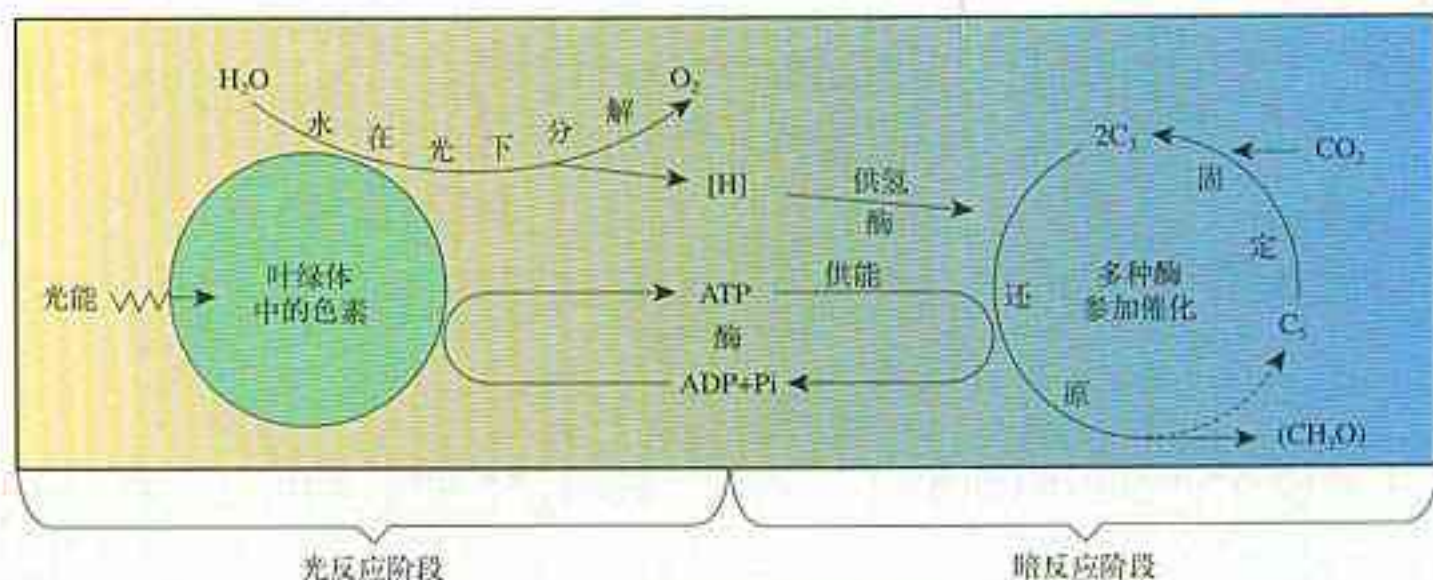 H₂O
O₂
水在光下分解
[H]
供氢
酶
2C₃
CO₂
固定
光能
叶绿体
中的色素
ATP
供能
酶
ADP+Pi
还原
多种酶
参加催化
C₅
(CH₂O)
光反应阶段
暗反应阶段